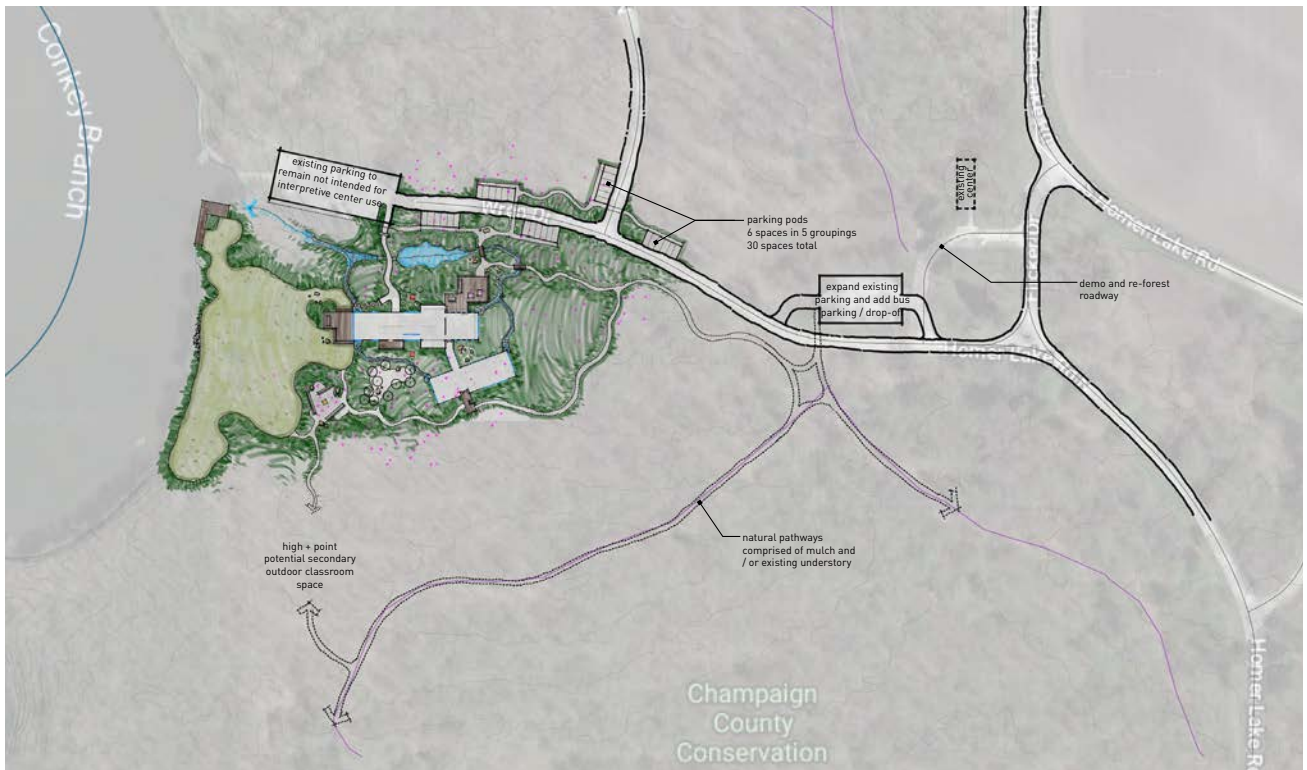 Conkey Branch
existing parking to
remain not intended for
interpretive center use
Wren Dr
parking pods
6 spaces in 5 groupings
30 spaces total
existing
center
Homer Lake Rd
demo and re-forest
roadway
expand existing
parking and add bus
parking / drop-off
natural pathways
comprised of mulch and
/ or existing understory
high + point
potential secondary
outdoor classroom
space
Champaign
County
Conservation
Homer Lake Rd